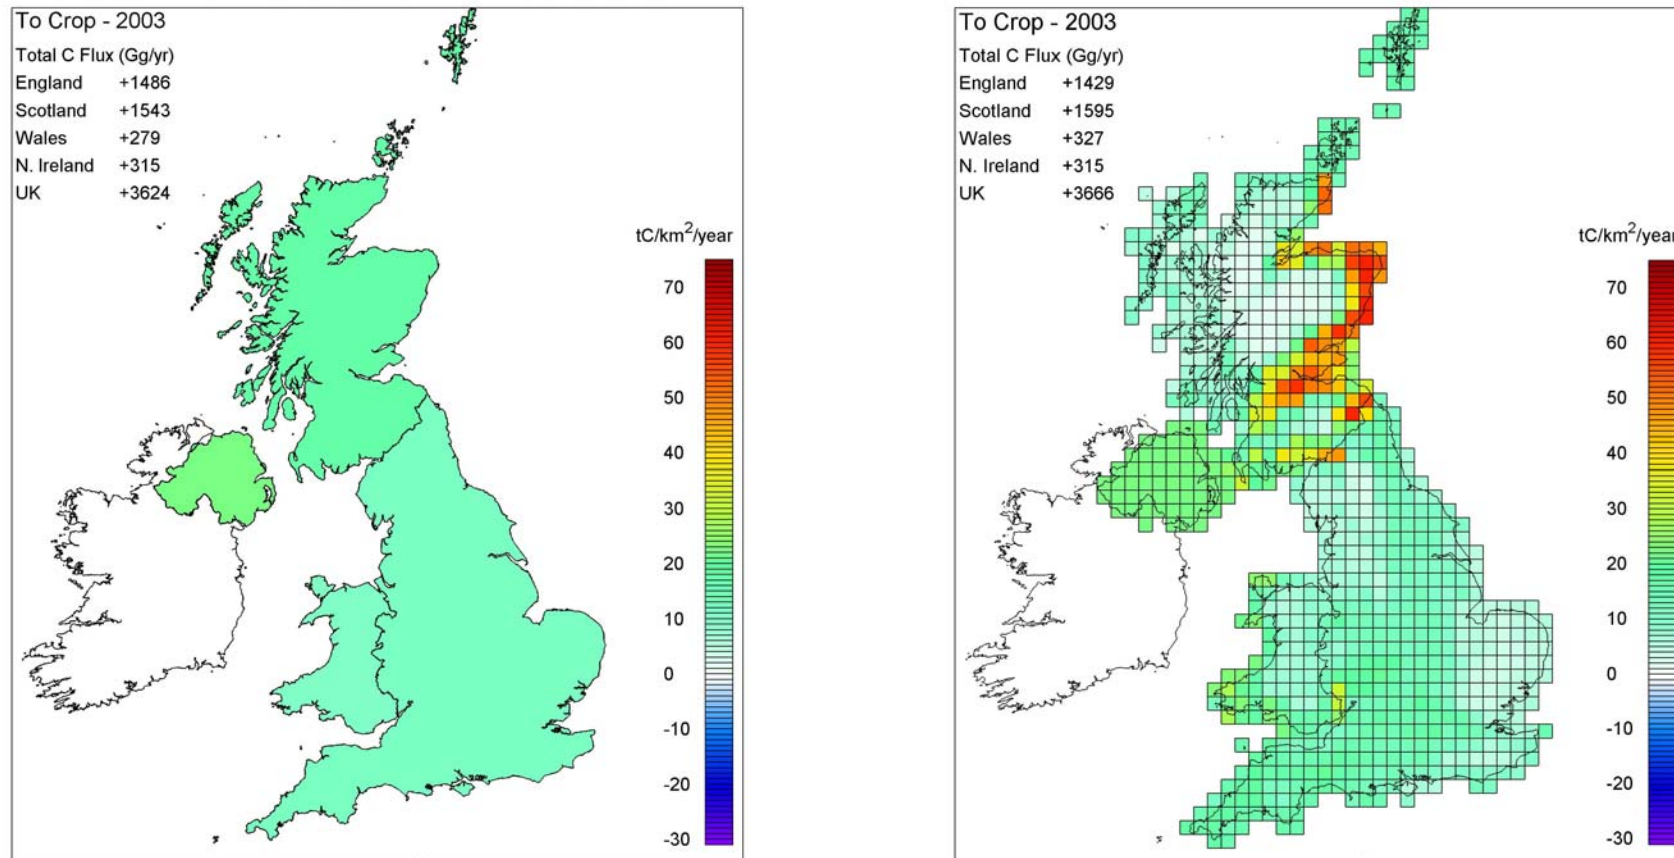 To Crop - 2003
Total C Flux (Gg/yr)
England +1486
Scotland +1543
Wales +279
N. Ireland +315
UK +3624
tC/km²/year
70
60
50
40
30
20
10
0
-10
-20
-30
To Crop - 2003
Total C Flux (Gg/yr)
England +1429
Scotland +1595
Wales +327
N. Ireland +315
UK +3666
tC/km²/year
70
60
50
40
30
20
10
0
-10
-20
-30